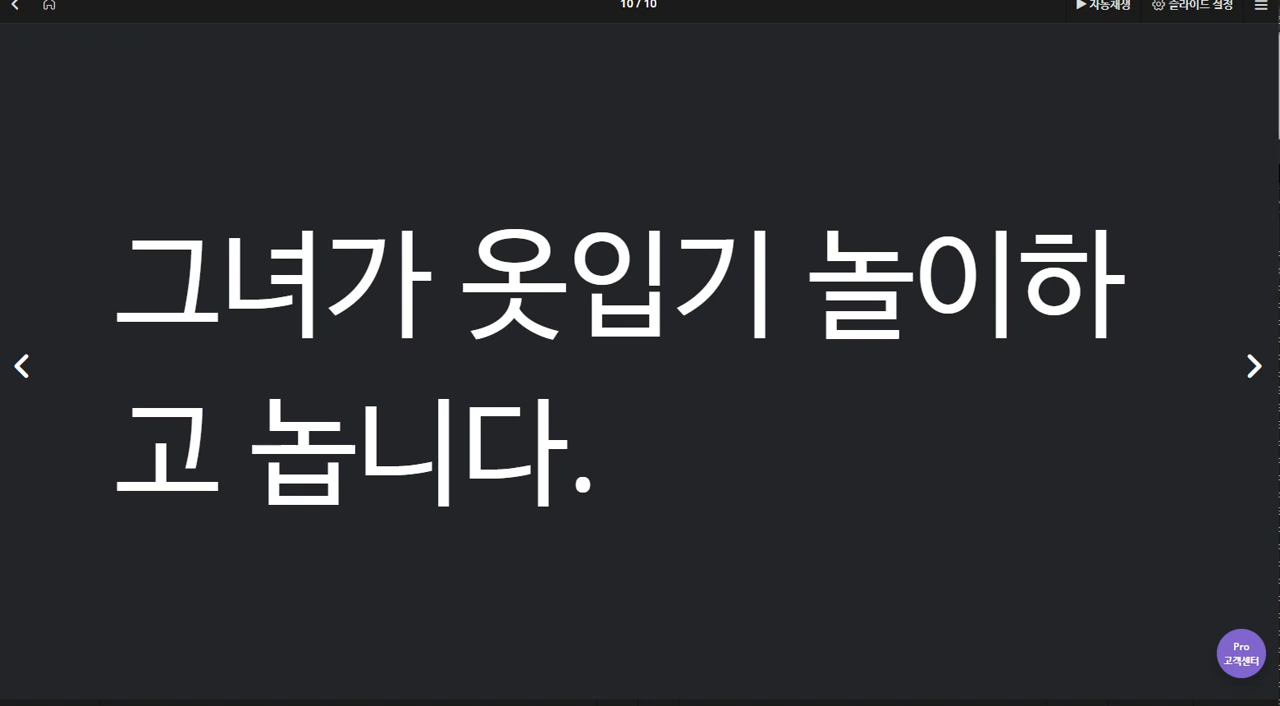 10 / 10
자동재생
슬라이드 설정
그녀가 옷입기 놀이하
고 놉니다.
Pro
고객센터